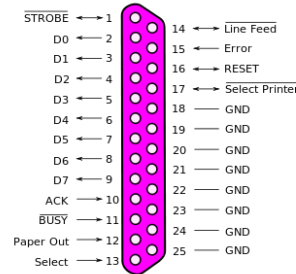 STROBE 1
D0 2
D1 3
D2 4
D3 5
D4 6
D5 7
D6 8
D7 9
ACK 10
BUSY 11
Paper Out 12
Select 13
14 Line Feed
15 Error
16 RESET
17 Select Printer
18 GND
19 GND
20 GND
21 GND
22 GND
23 GND
24 GND
25 GND